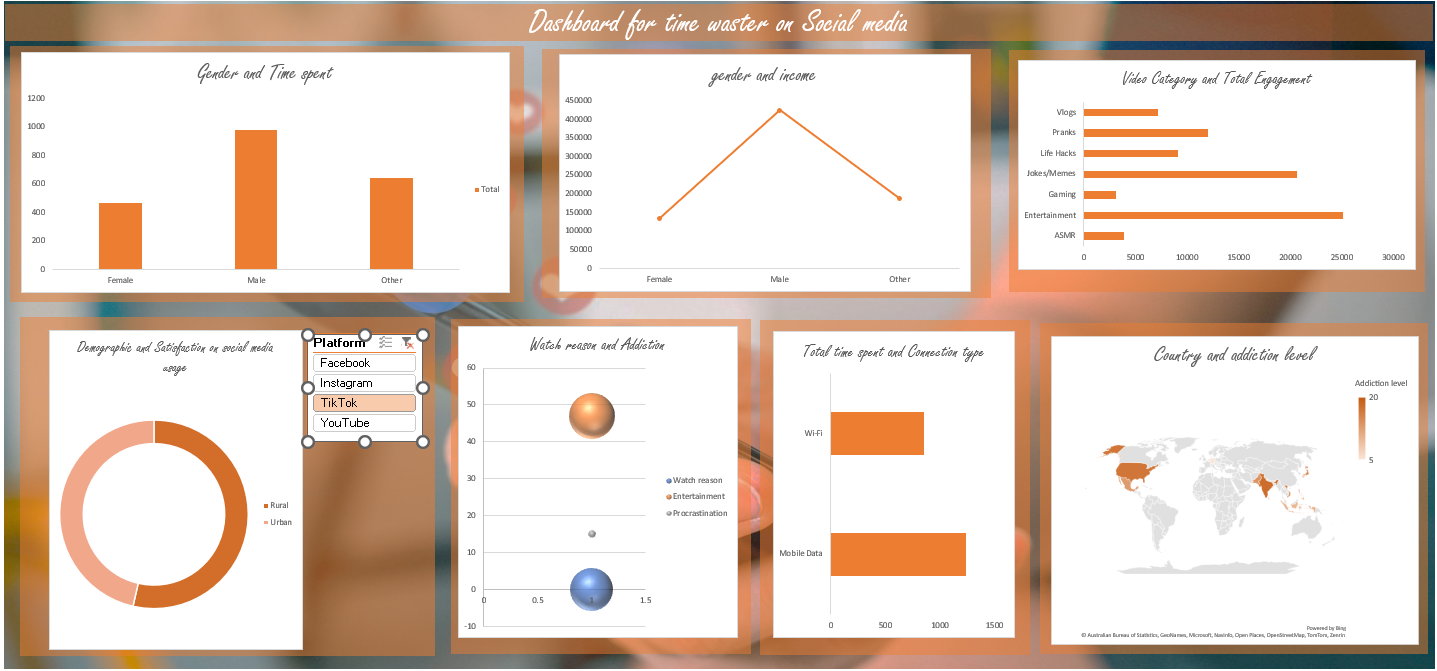 Dashboard for time waster on Social media
Gender and Time spent
1200
1000
800
600
400
200
0
Female
Male
Other
Total
gender and income
450000
400000
350000
300000
250000
200000
150000
100000
50000
0
Female
Male
Other
Video Category and Total Engagement
Vlogs
Pranks
Life Hacks
Jokes/Memes
Gaming
Entertainment
ASMR
0
5000
10000
15000
20000
25000
30000
Demographic and Satisfaction on social media
usage
Rural
Urban
Platform
Facebook
Instagram
TikTok
YouTube
Watch reason and Addiction
60
50
40
30
20
10
0
-10
0
0.5
1
1.5
Watch reason
Entertainment
Procrastination
Total time spent and Connection type
Wi-Fi
Mobile Data
0
500
1000
1500
Country and addiction level
Addiction level
20
5
Powered by Bing
© Australian Bureau of Statistics, GeoNames, Microsoft, Navinfo, Open Places, OpenStreetMap, TomTom, Zenrin